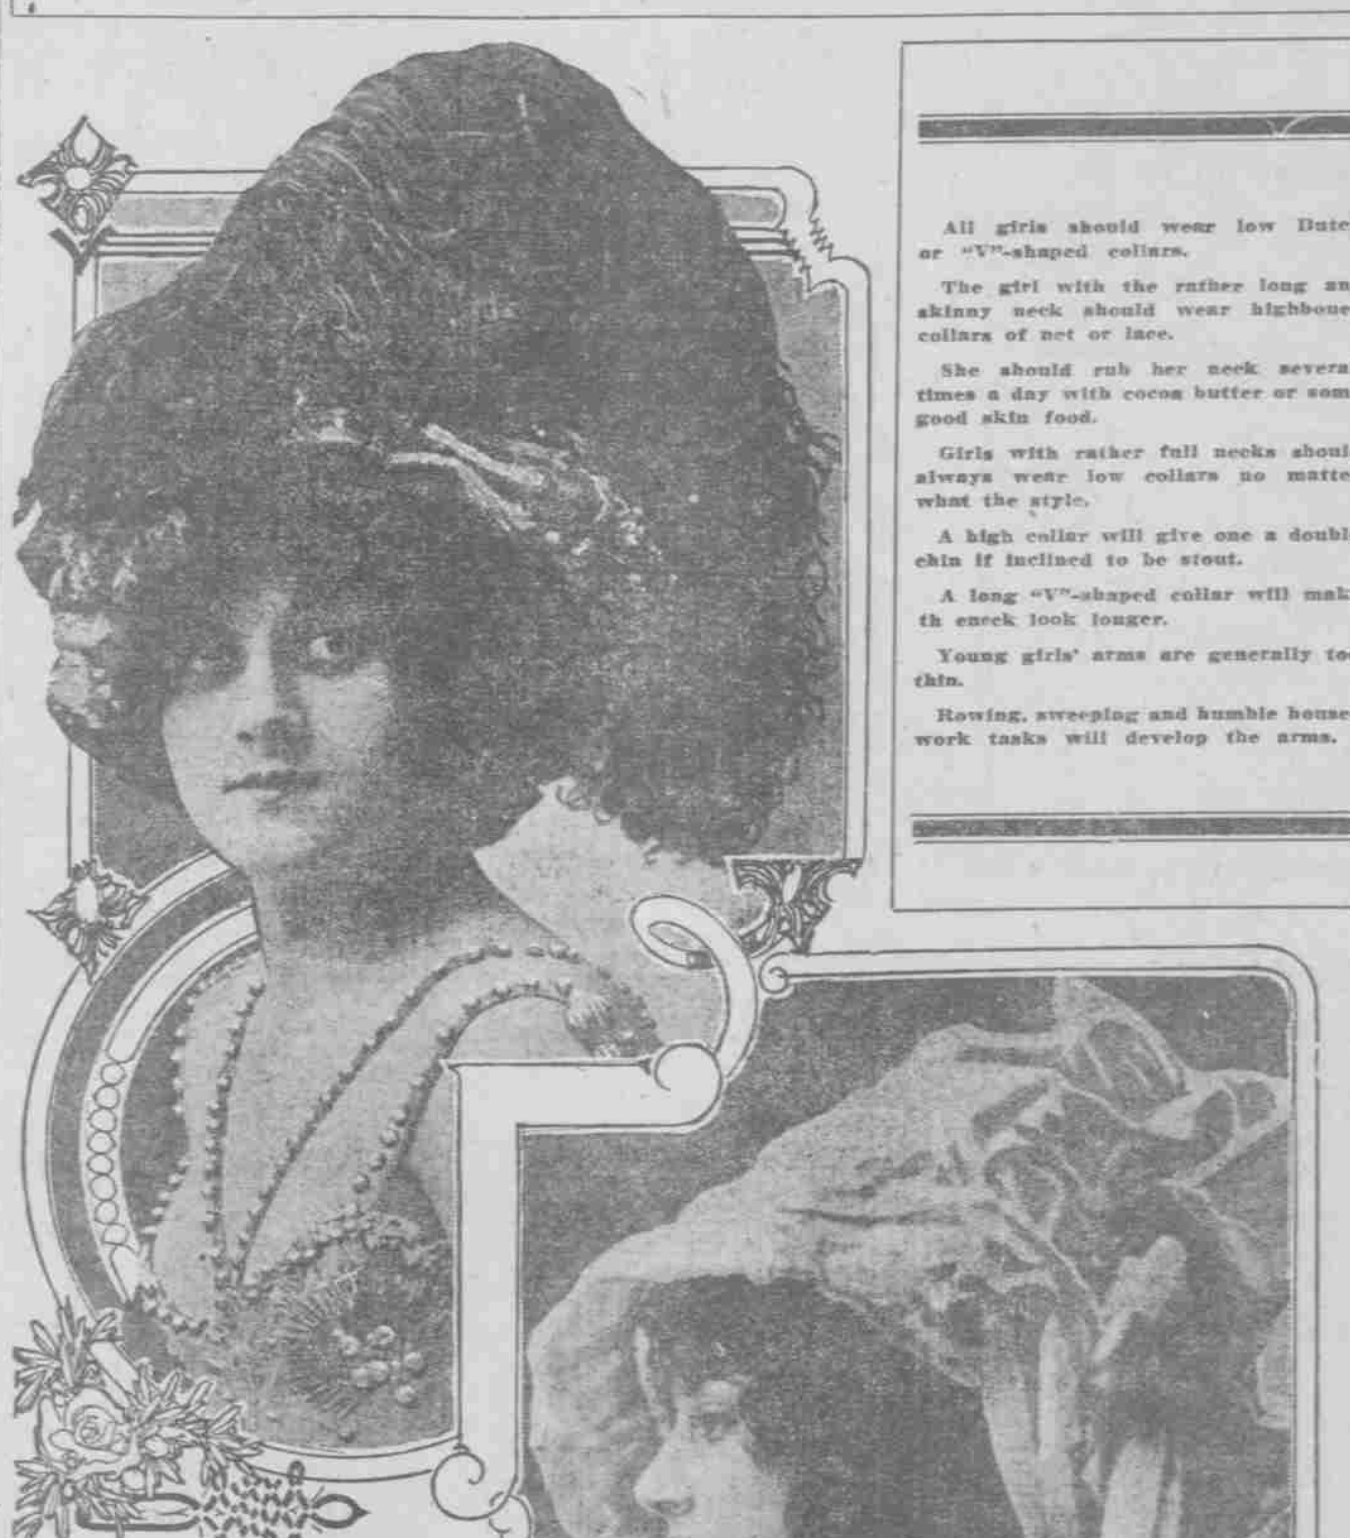 All girls should wear low Dutc
or "V"-shaped collars.
The girl with the rather long an
skinny neck should wear highbone
collars of net or lace.
She should rub her neck severa
times a day with cocoa butter or som
good skin food.
Girls with rather full necks shoul
always wear low collars no matte
what the style.
A high collar will give one a doubl
chin if inclined to be stout.
A long "V"-shaped collar will mak
th eneck look longer.
Young girls' arms are generally to
thin.
Rowing, sweeping and humble house
work tasks will develop the arms.